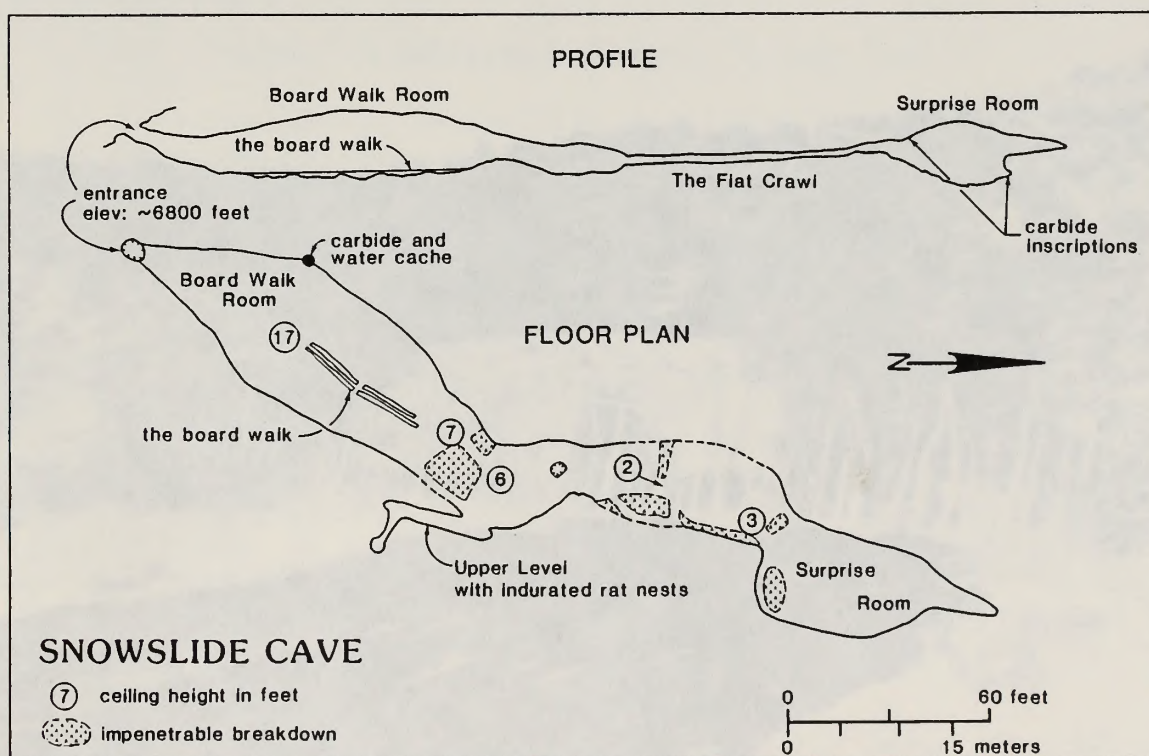 PROFILE
Board Walk Room
Surprise Room
the board walk
The Flat Crawl
entrance
elev: ~6800 feet
carbide
inscriptions
carbide and
water cache
Board Walk
Room
FLOOR PLAN
17
N
the board walk
7
6
2
3
Upper Level
with indurated rat nests
Surprise
Room
SNOWSLIDE CAVE
7 ceiling height in feet
impenetrable breakdown
0 60 feet
0 15 meters